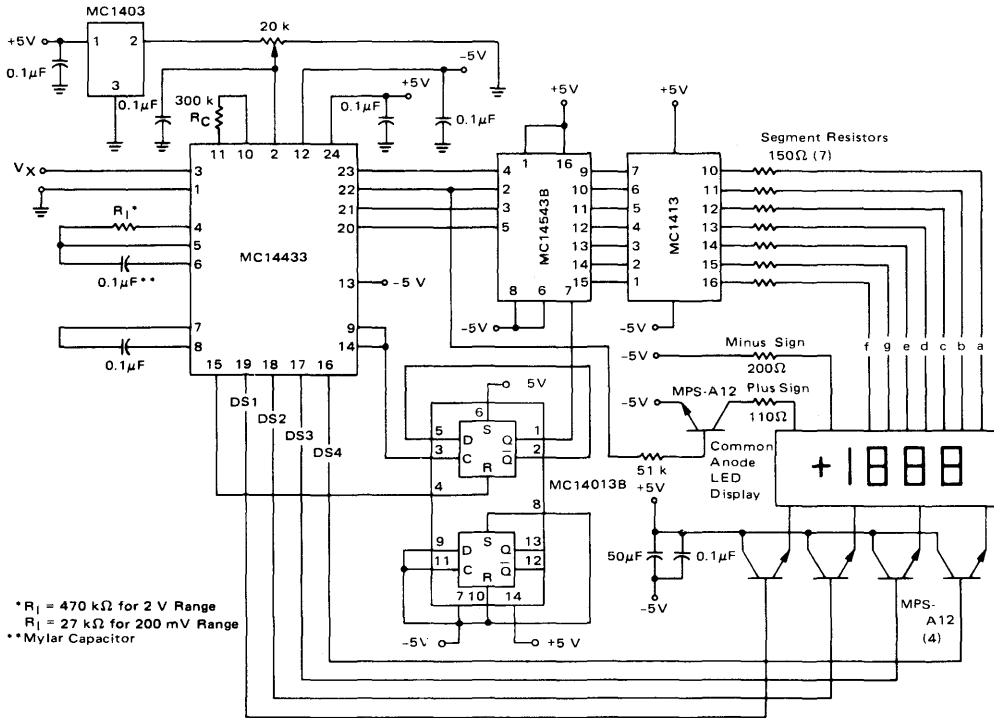 MC1403
+5V
1
2
3
0.1µF
20 k
-5V
+5V
0.1µF
0.1µF
0.1µF
300 k
RC
11
10
2
12
24
VX
3
1
4
5
6
7
8
RI*
0.1µF**
0.1µF
MC14433
23
22
21
20
13
-5 V
9
14
15
19
18
17
16
DS1
DS2
DS3
DS4
+5V
1
16
4
2
3
5
MC14543B
9
10
11
12
13
14
15
8
6
7
-5V
+5V
7
6
5
4
3
2
1
MC1413
10
11
12
13
14
15
16
-5V
Segment Resistors
150Ω (7)
f
g
e
d
c
b
a
Minus Sign
-5V
200Ω
MPS-A12
Plus Sign
-5V
110Ω
51 k
Common
Anode
LED
Display
+1888
5V
6
S
5
D
Q
1
3
C
Q
2
R
4
MC14013B
8
S
9
D
Q
13
11
C
Q
12
R
7
10
14
-5V
+5 V
+5V
50µF
0.1µF
-5V
MPS-
A12
(4)
*RI = 470 kΩ for 2 V Range
RI = 27 kΩ for 200 mV Range
**Mylar Capacitor